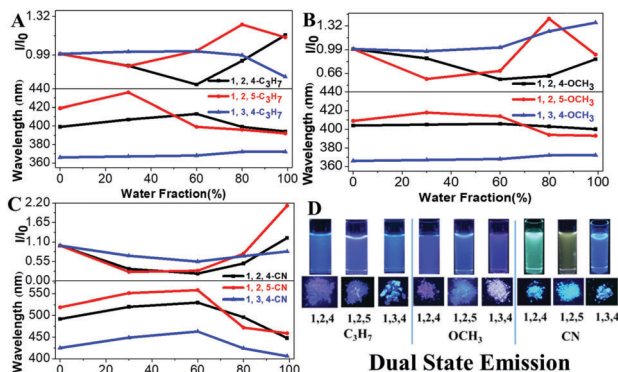 A
I/I0
1.32
0.99
1, 2, 4-C3H7
1, 2, 5-C3H7
1, 3, 4-C3H7
Wavelength (nm)
440
420
400
380
360
0 20 40 60 80 100
Water Fraction(%)
B
I/I0
1.32
0.99
0.66
1, 2, 4-OCH3
1, 2, 5-OCH3
1, 3, 4-OCH3
Wavelength (nm)
440
420
400
380
360
0 20 40 60 80 100
Water Fraction(%)
C
I/I0
2.20
1.65
1.10
0.55
0.00
1, 2, 4-CN
1, 2, 5-CN
1, 3, 4-CN
Wavelength (nm)
550
500
450
400
0 20 40 60 80 100
D
1,2,4 1,2,5 1,3,4 1,2,4 1,2,5 1,3,4 1,2,4 1,2,5 1,3,4
C3H7 OCH3 CN
Dual State Emission